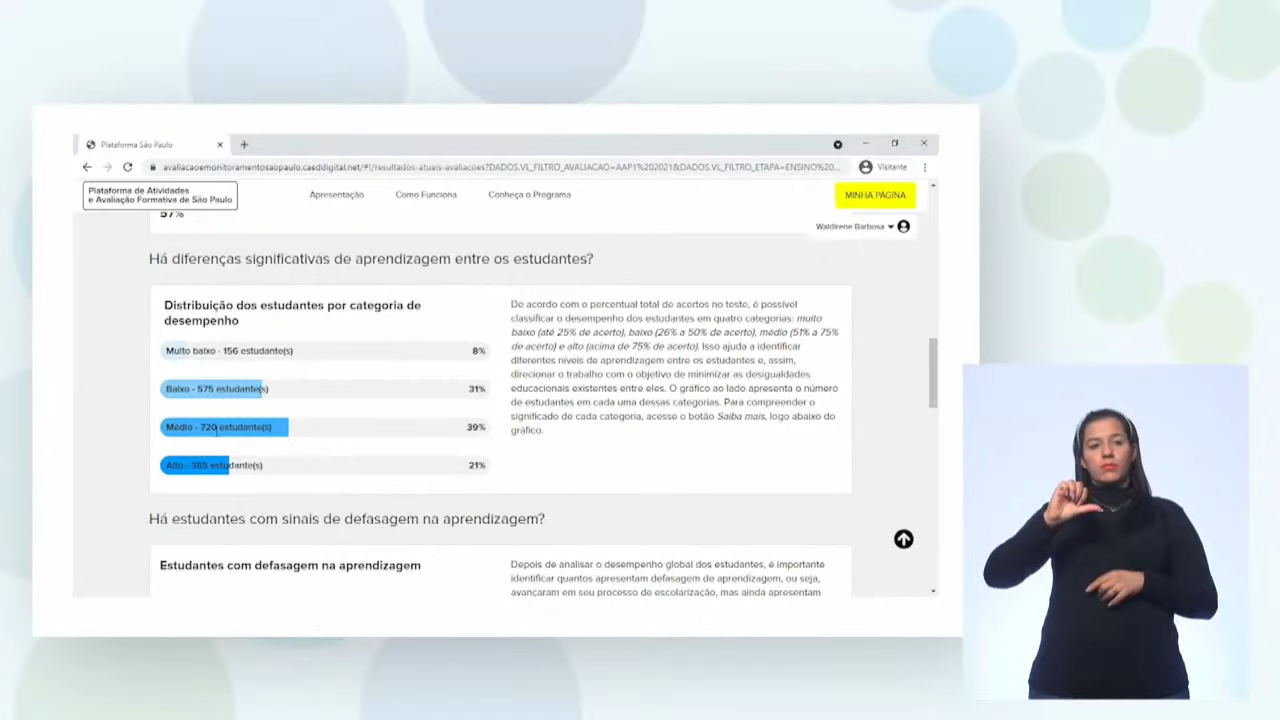 Plataforma São Paulo
avaliacaoemonitoramentosaopaulo.caeddigital.net/#!/resultados-atuais-avaliacoes?DADOS.VL_FILTRO_AVALIACAO=AAP1%202021&DADOS.VL_FILTRO_ETAPA=ENSINO%20...
Visitante
Plataforma de Atividades
e Avaliação Formativa de São Paulo
Apresentação
Como Funciona
Conheça o Programa
MINHA PÁGINA
57%
Waldirene Barbosa
Há diferenças significativas de aprendizagem entre os estudantes?
Distribuição dos estudantes por categoria de
desempenho
Muito baixo - 156 estudante(s) 8%
Baixo - 575 estudante(s) 31%
Médio - 720 estudante(s) 39%
Alto - 385 estudante(s) 21%
De acordo com o percentual total de acertos no teste, é possível
classificar o desempenho dos estudantes em quatro categorias: muito
baixo (até 25% de acerto), baixo (26% a 50% de acerto), médio (51% a 75%
de acerto) e alto (acima de 75% de acerto). Isso ajuda a identificar
diferentes níveis de aprendizagem entre os estudantes e, assim,
direcionar o trabalho com o objetivo de minimizar as desigualdades
educacionais existentes entre eles. O gráfico ao lado apresenta o número
de estudantes em cada uma dessas categorias. Para compreender o
significado de cada categoria, acesse o botão Saiba mais, logo abaixo do
gráfico.
Há estudantes com sinais de defasagem na aprendizagem?
Estudantes com defasagem na aprendizagem
Depois de analisar o desempenho global dos estudantes, é importante
identificar quantos apresentam defasagem de aprendizagem, ou seja,
avançaram em seu processo de escolarização, mas ainda apresentam